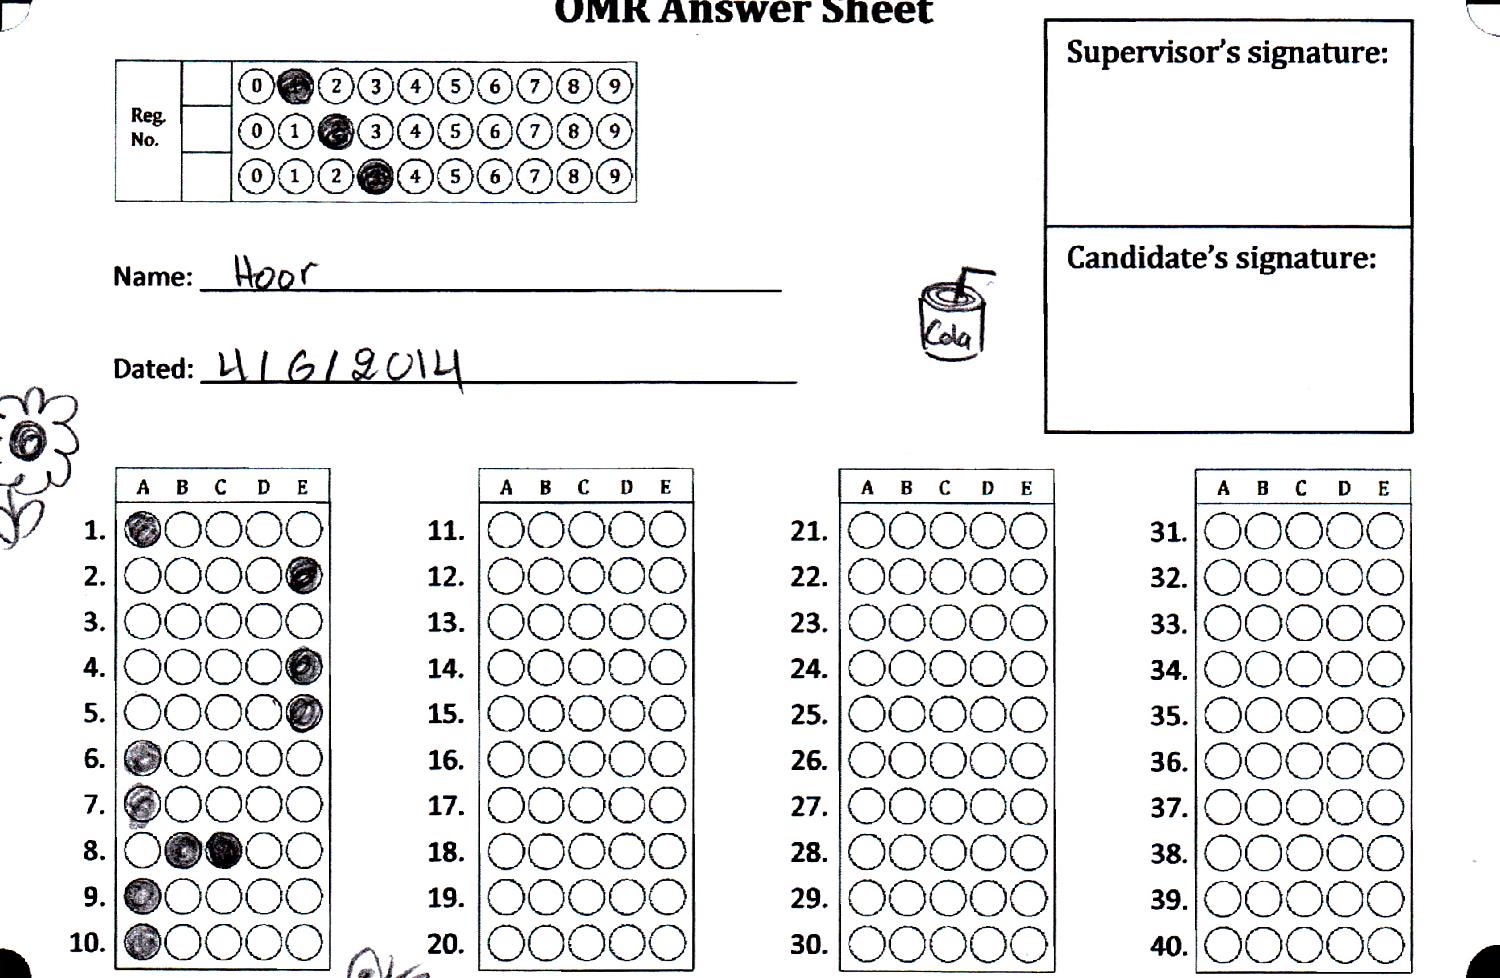 OMR Answer Sheet
Supervisor's signature:
Reg. No.
0 2 3 4 5 6 7 8 9
0 1 3 4 5 6 7 8 9
0 1 2 4 5 6 7 8 9
Candidate's signature:
Name: Hoor
Cola
Dated: 4/6/2014
A B C D E
1.
2.
3.
4.
5.
6.
7.
8.
9.
10.
A B C D E
11.
12.
13.
14.
15.
16.
17.
18.
19.
20.
A B C D E
21.
22.
23.
24.
25.
26.
27.
28.
29.
30.
A B C D E
31.
32.
33.
34.
35.
36.
37.
38.
39.
40.